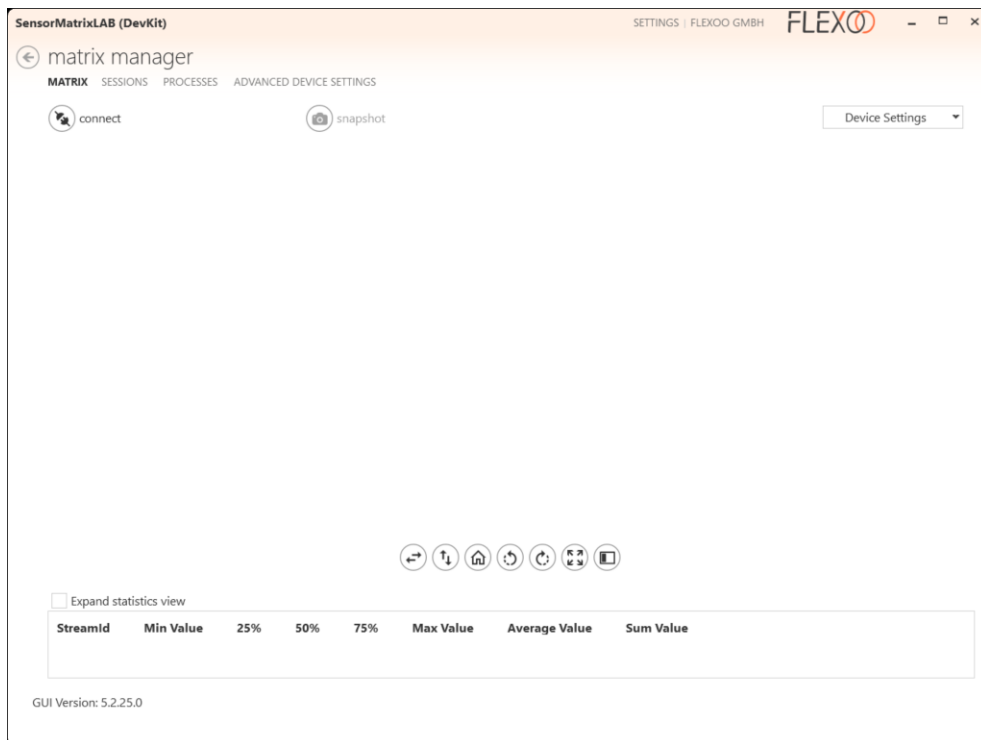 SensorMatrixLAB (DevKit) SETTINGS | FLEXOO GMBH FLEXOO
matrix manager
MATRIX SESSIONS PROCESSES ADVANCED DEVICE SETTINGS
connect snapshot Device Settings
Expand statistics view
StreamId Min Value 25% 50% 75% Max Value Average Value Sum Value
GUI Version: 5.2.25.0